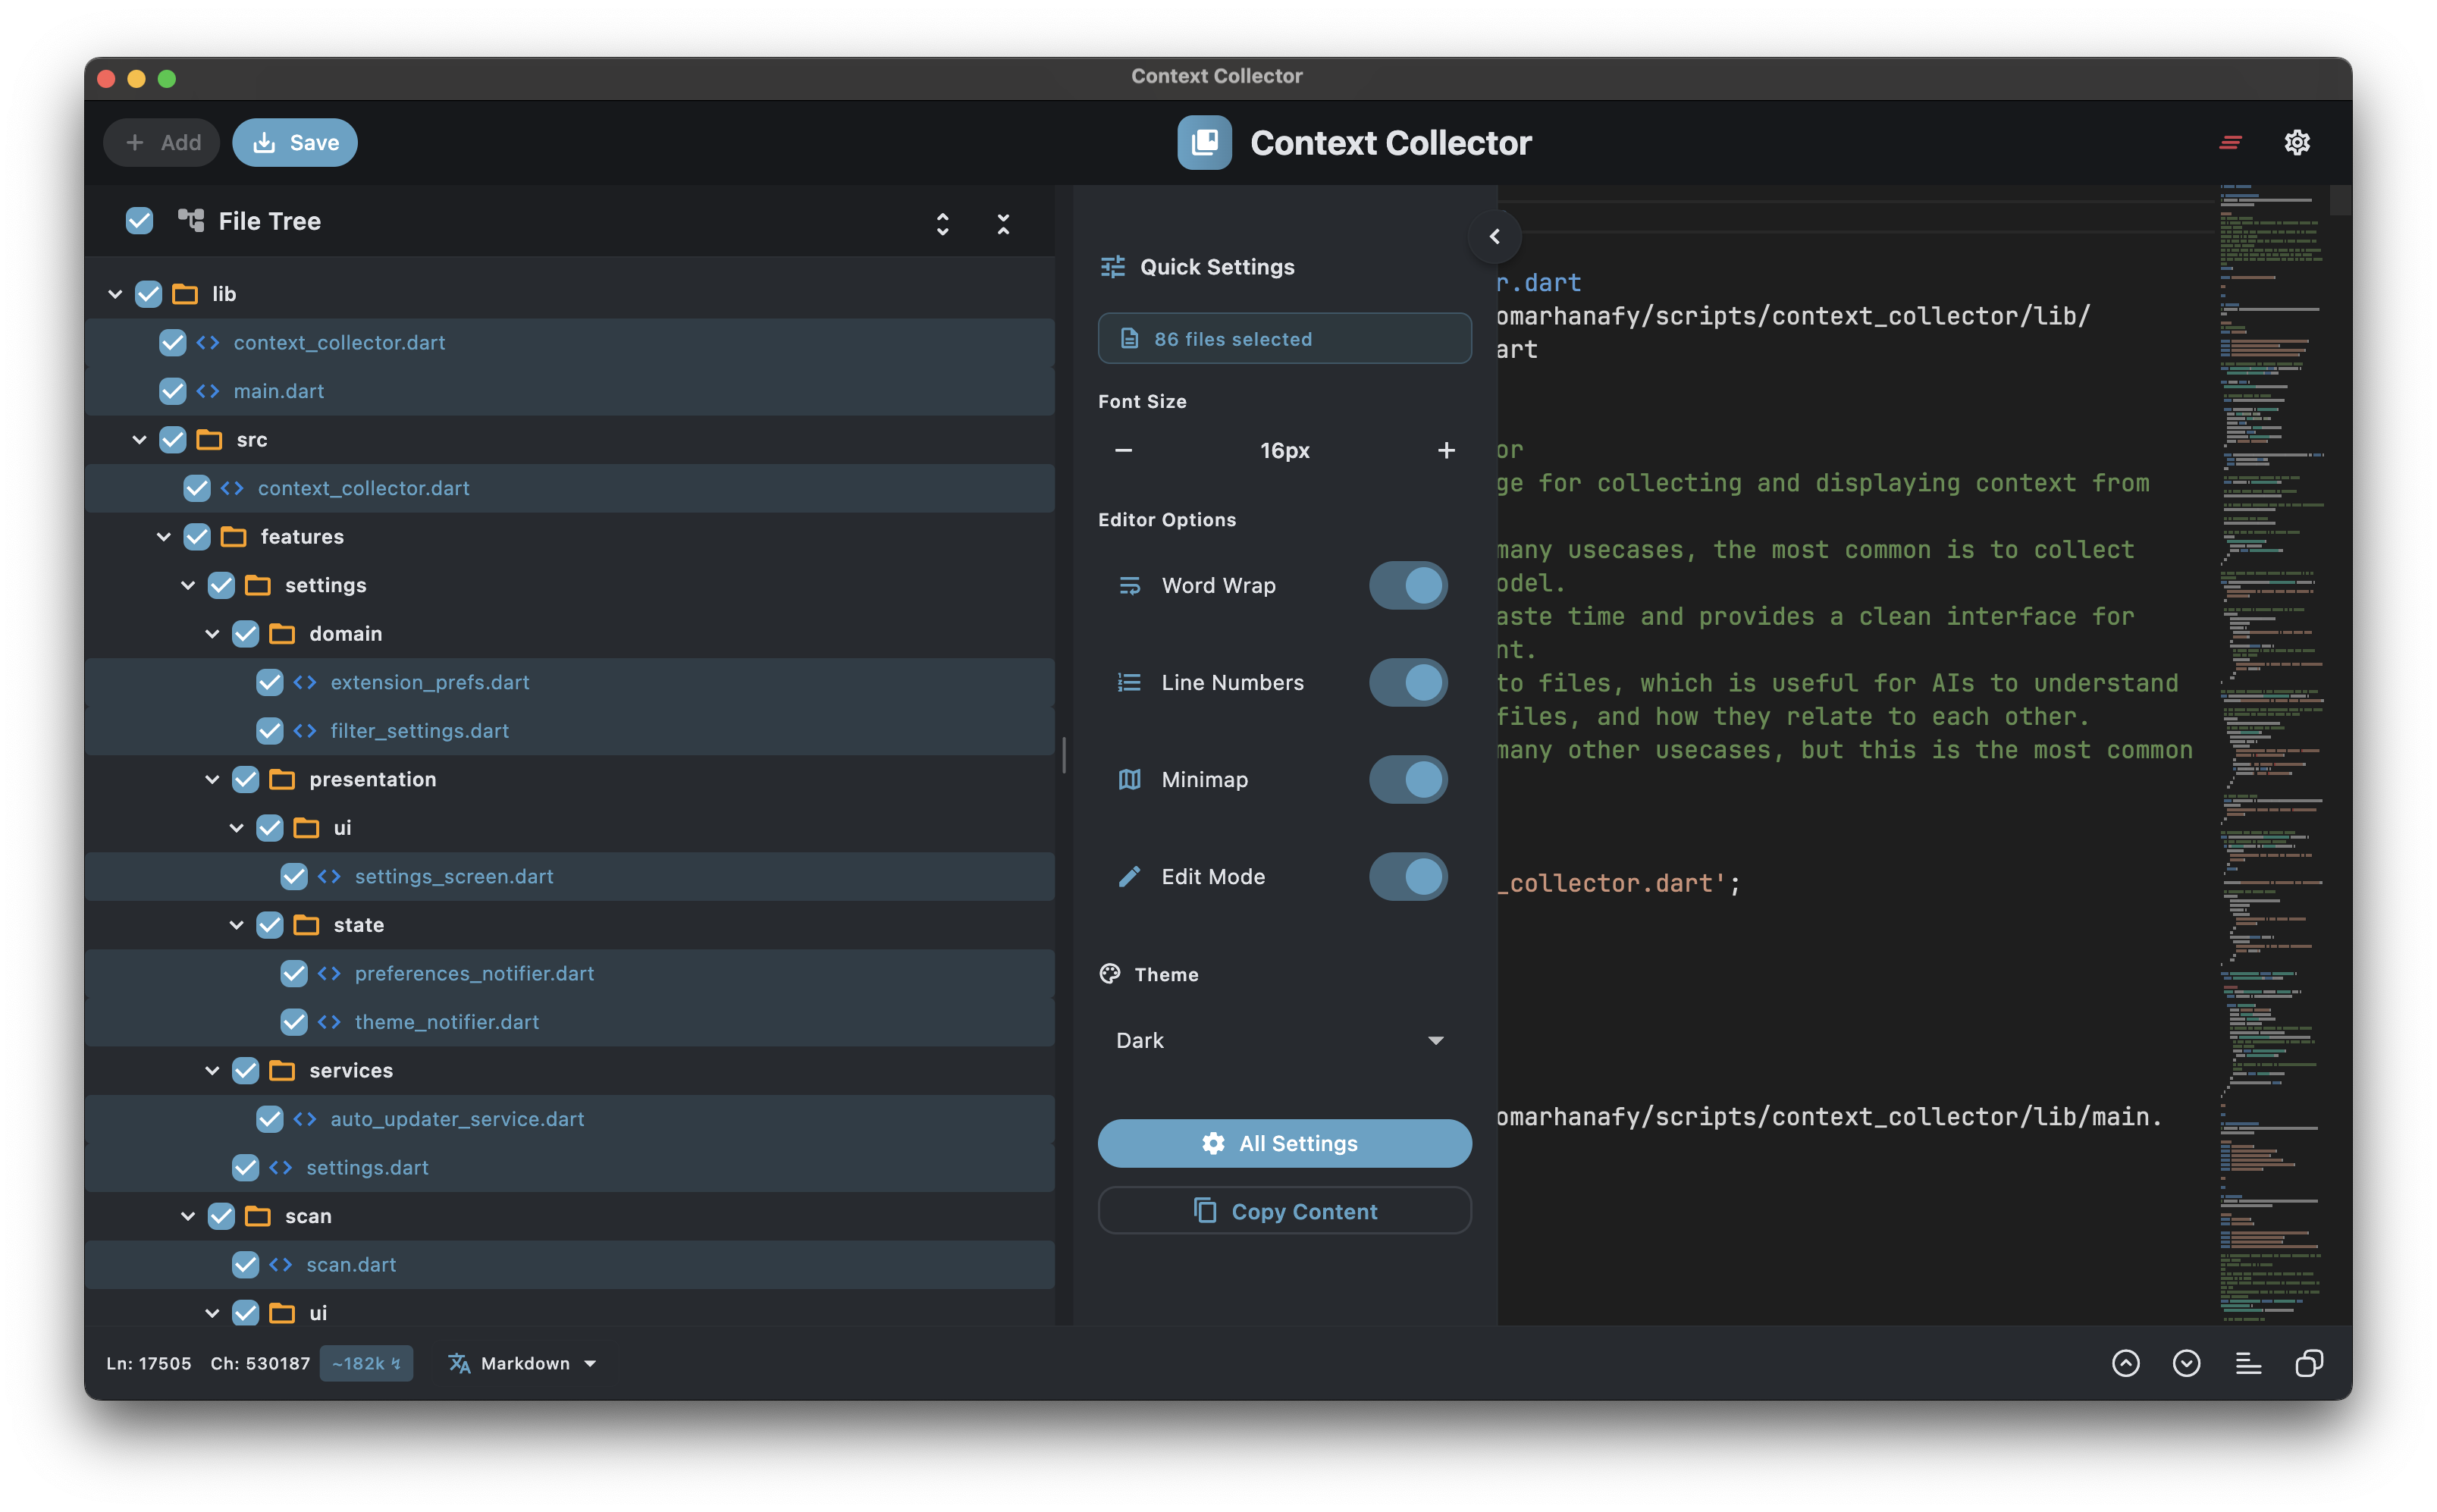 Context Collector
Add
Save
Context Collector
File Tree
lib
context_collector.dart
main.dart
src
context_collector.dart
features
settings
domain
extension_prefs.dart
filter_settings.dart
presentation
ui
settings_screen.dart
state
preferences_notifier.dart
theme_notifier.dart
services
auto_updater_service.dart
settings.dart
scan
scan.dart
ui
Quick Settings
86 files selected
Font Size
16px
Editor Options
Word Wrap
Line Numbers
Minimap
Edit Mode
Theme
Dark
All Settings
Copy Content
r.dart
omarhanafy/scripts/context_collector/lib/
art
or
ge for collecting and displaying context from
many usecases, the most common is to collect
odel.
aste time and provides a clean interface for
nt.
to files, which is useful for AIs to understand
files, and how they relate to each other.
many other usecases, but this is the most common
_collector.dart';
omarhanafy/scripts/context_collector/lib/main.
Ln: 17505 Ch: 530187 ~182k
Markdown